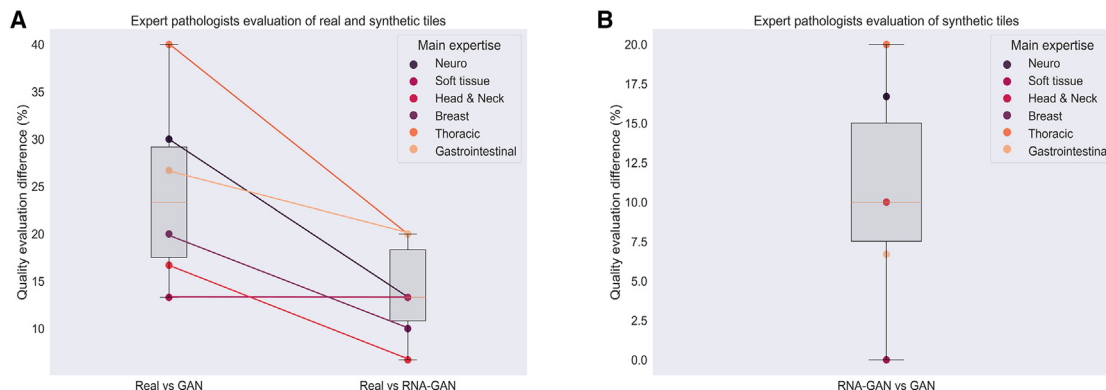 A
Expert pathologists evaluation of real and synthetic tiles
Quality evaluation difference (%)
40
35
30
25
20
15
10
Main expertise
Neuro
Soft tissue
Head & Neck
Breast
Thoracic
Gastrointestinal
Real vs GAN
Real vs RNA-GAN
B
Expert pathologists evaluation of synthetic tiles
Quality evaluation difference (%)
20.0
17.5
15.0
12.5
10.0
7.5
5.0
2.5
0.0
Main expertise
Neuro
Soft tissue
Head & Neck
Breast
Thoracic
Gastrointestinal
RNA-GAN vs GAN